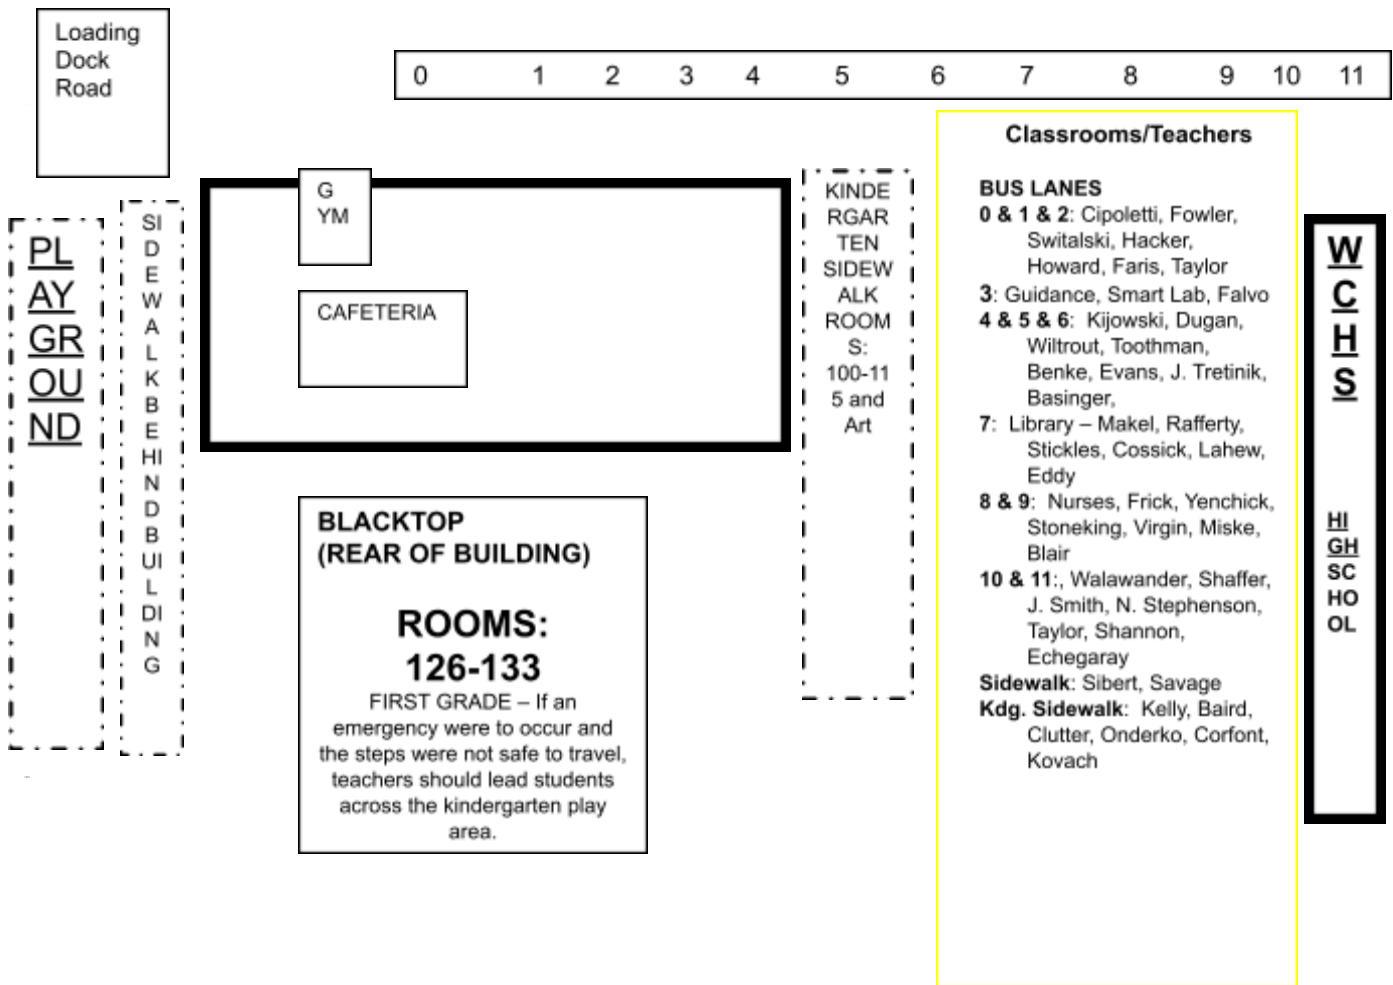 Loading
Dock
Road
0 1 2 3 4 5 6 7 8 9 10 11
PL
AY
GR
OU
ND
SI
D
E
W
A
L
K
B
E
HI
N
D
B
UI
L
DI
N
G
G
YM
CAFETERIA
BLACKTOP
(REAR OF BUILDING)
ROOMS:
126-133
FIRST GRADE – If an
emergency were to occur and
the steps were not safe to travel,
teachers should lead students
across the kindergarten play
area.
KINDE
RGAR
TEN
SIDEW
ALK
ROOM
S:
100-11
5 and
Art
Classrooms/Teachers
BUS LANES
0 & 1 & 2: Cipoletti, Fowler,
Switalski, Hacker,
Howard, Faris, Taylor
3: Guidance, Smart Lab, Falvo
4 & 5 & 6: Kijowski, Dugan,
Wiltrout, Toothman,
Benke, Evans, J. Tretinik,
Basinger,
7: Library – Makel, Rafferty,
Stickles, Cossick, Lahew,
Eddy
8 & 9: Nurses, Frick, Yenchick,
Stoneking, Virgin, Miske,
Blair
10 & 11:, Walawander, Shaffer,
J. Smith, N. Stephenson,
Taylor, Shannon,
Echegaray
Sidewalk: Sibert, Savage
Kdg. Sidewalk: Kelly, Baird,
Clutter, Onderko, Corfont,
Kovach
W
C
H
S
HI
GH
SC
HO
OL